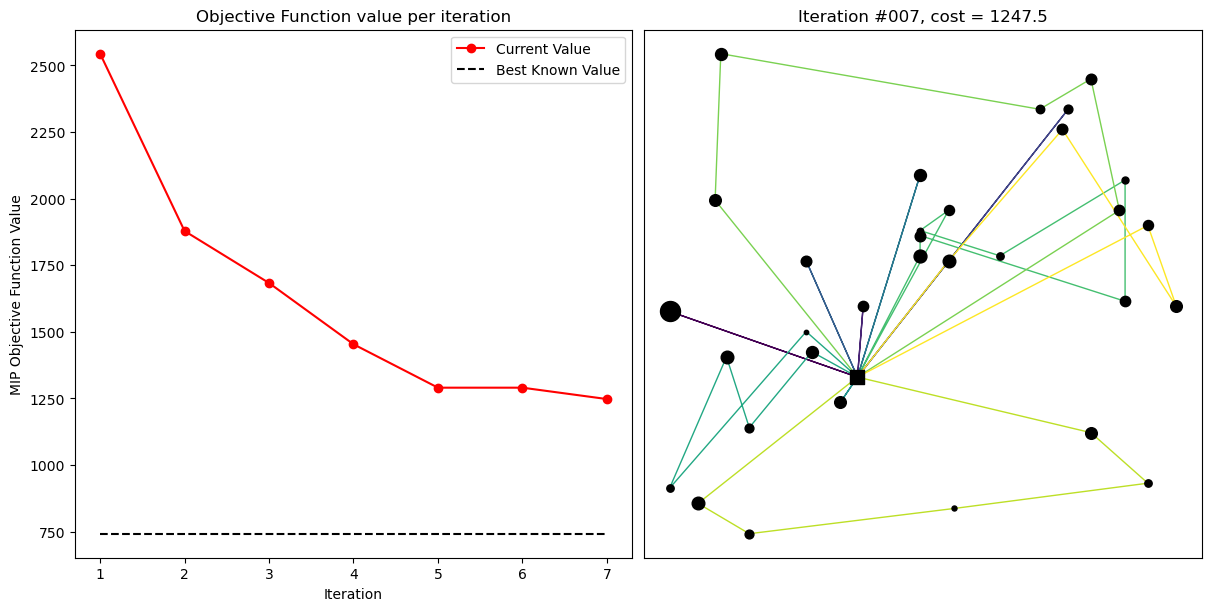 Objective Function value per iteration
Current Value
Best Known Value
2500
2250
2000
1750
1500
1250
1000
750
MIP Objective Function Value
1 2 3 4 5 6 7
Iteration
Iteration #007, cost = 1247.5